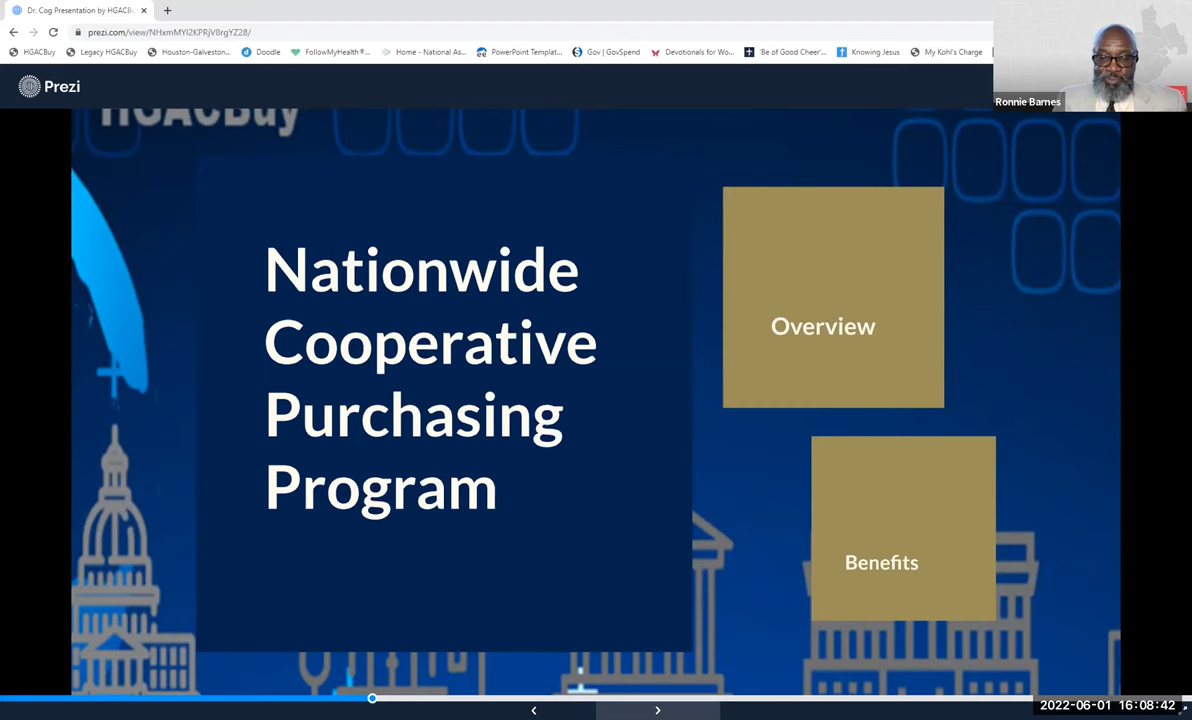 Dr. Cog Presentation by HGACB
prezi.com/view/NHxmMYl2KPRjV8rgYZ28/
HGACBuy
Legacy HGACBuy
Houston-Galveston...
Doodle
FollowMyHealth®...
Home - National As...
PowerPoint Templat...
Gov | GovSpend
Devotionals for Wo...
'Be of Good Cheer'...
Knowing Jesus
My Kohl's Charge
Prezi
Ronnie Barnes
HGACBuy
Nationwide
Cooperative
Purchasing
Program
Overview
Benefits
2022-06-01 16:08:42